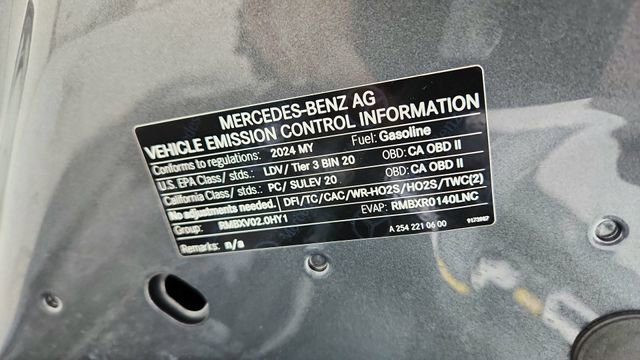 MERCEDES-BENZ AG
VEHICLE EMISSION CONTROL INFORMATION
Conforms to regulations: 2024 MY Fuel: Gasoline
U.S. EPA Class/ stds.: LDV/ Tier 3 BIN 20 OBD: CA OBD II
California Class/ stds.: PC/ SULEV 20 OBD: CA OBD II
No adjustments needed. DFI/TC/CAC/WR-HO2S/HO2S/TWC(2)
Group: RMBXV02.0HY1 EVAP: RMBXR0140LNC
Remarks: n/a A 254 221 06 00